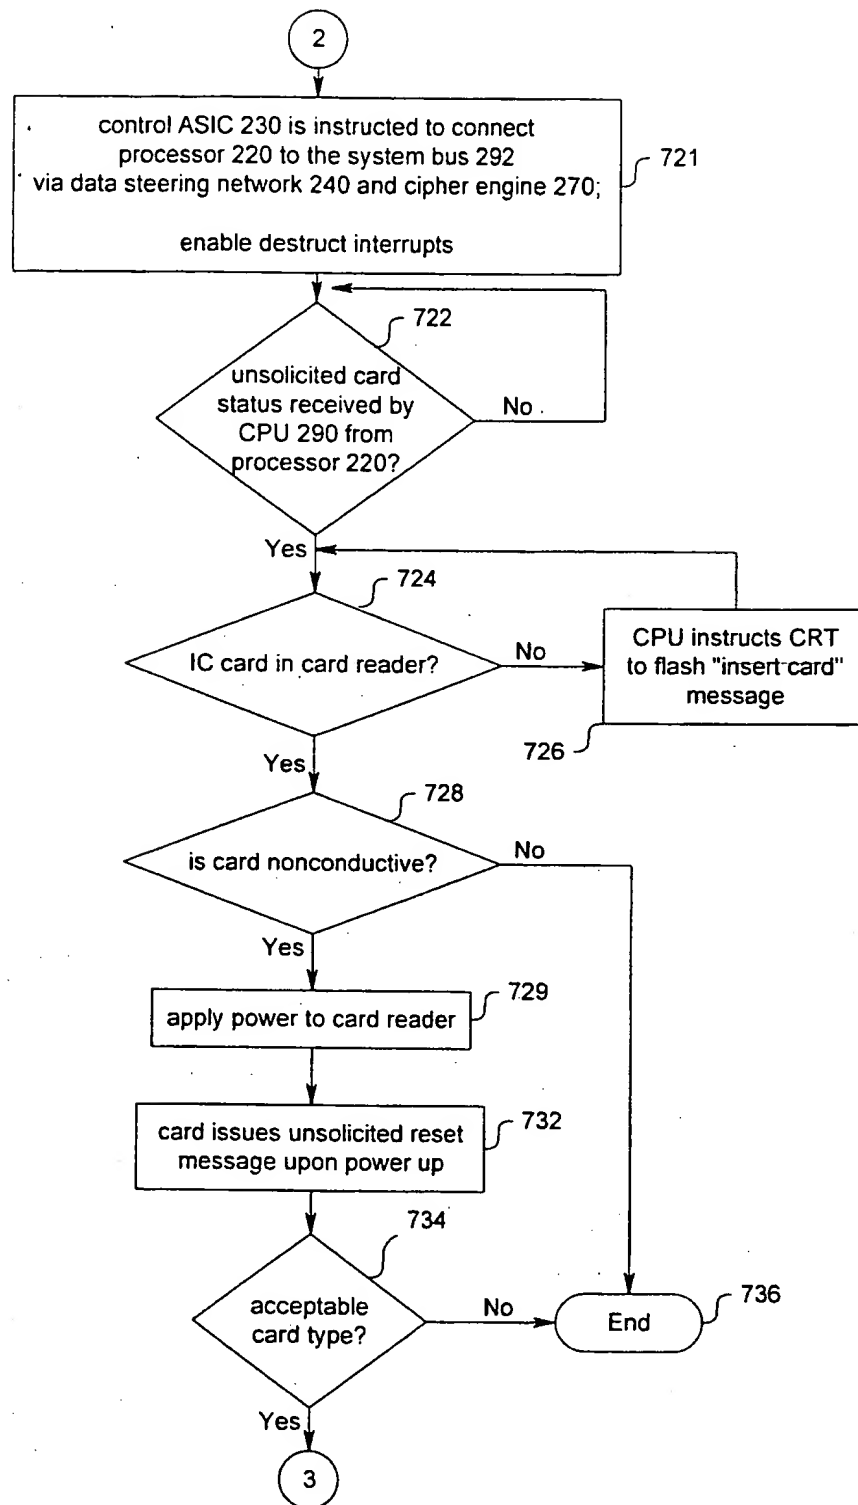 2
control ASIC 230 is instructed to connect
processor 220 to the system bus 292
via data steering network 240 and cipher engine 270;
enable destruct interrupts
721
722
unsolicited card
status received by
CPU 290 from
processor 220?
No
Yes
724
IC card in card reader?
No
CPU instructs CRT
to flash "insert card"
message
726
Yes
728
is card nonconductive?
No
Yes
729
apply power to card reader
732
card issues unsolicited reset
message upon power up
734
acceptable
card type?
No
End
736
Yes
3